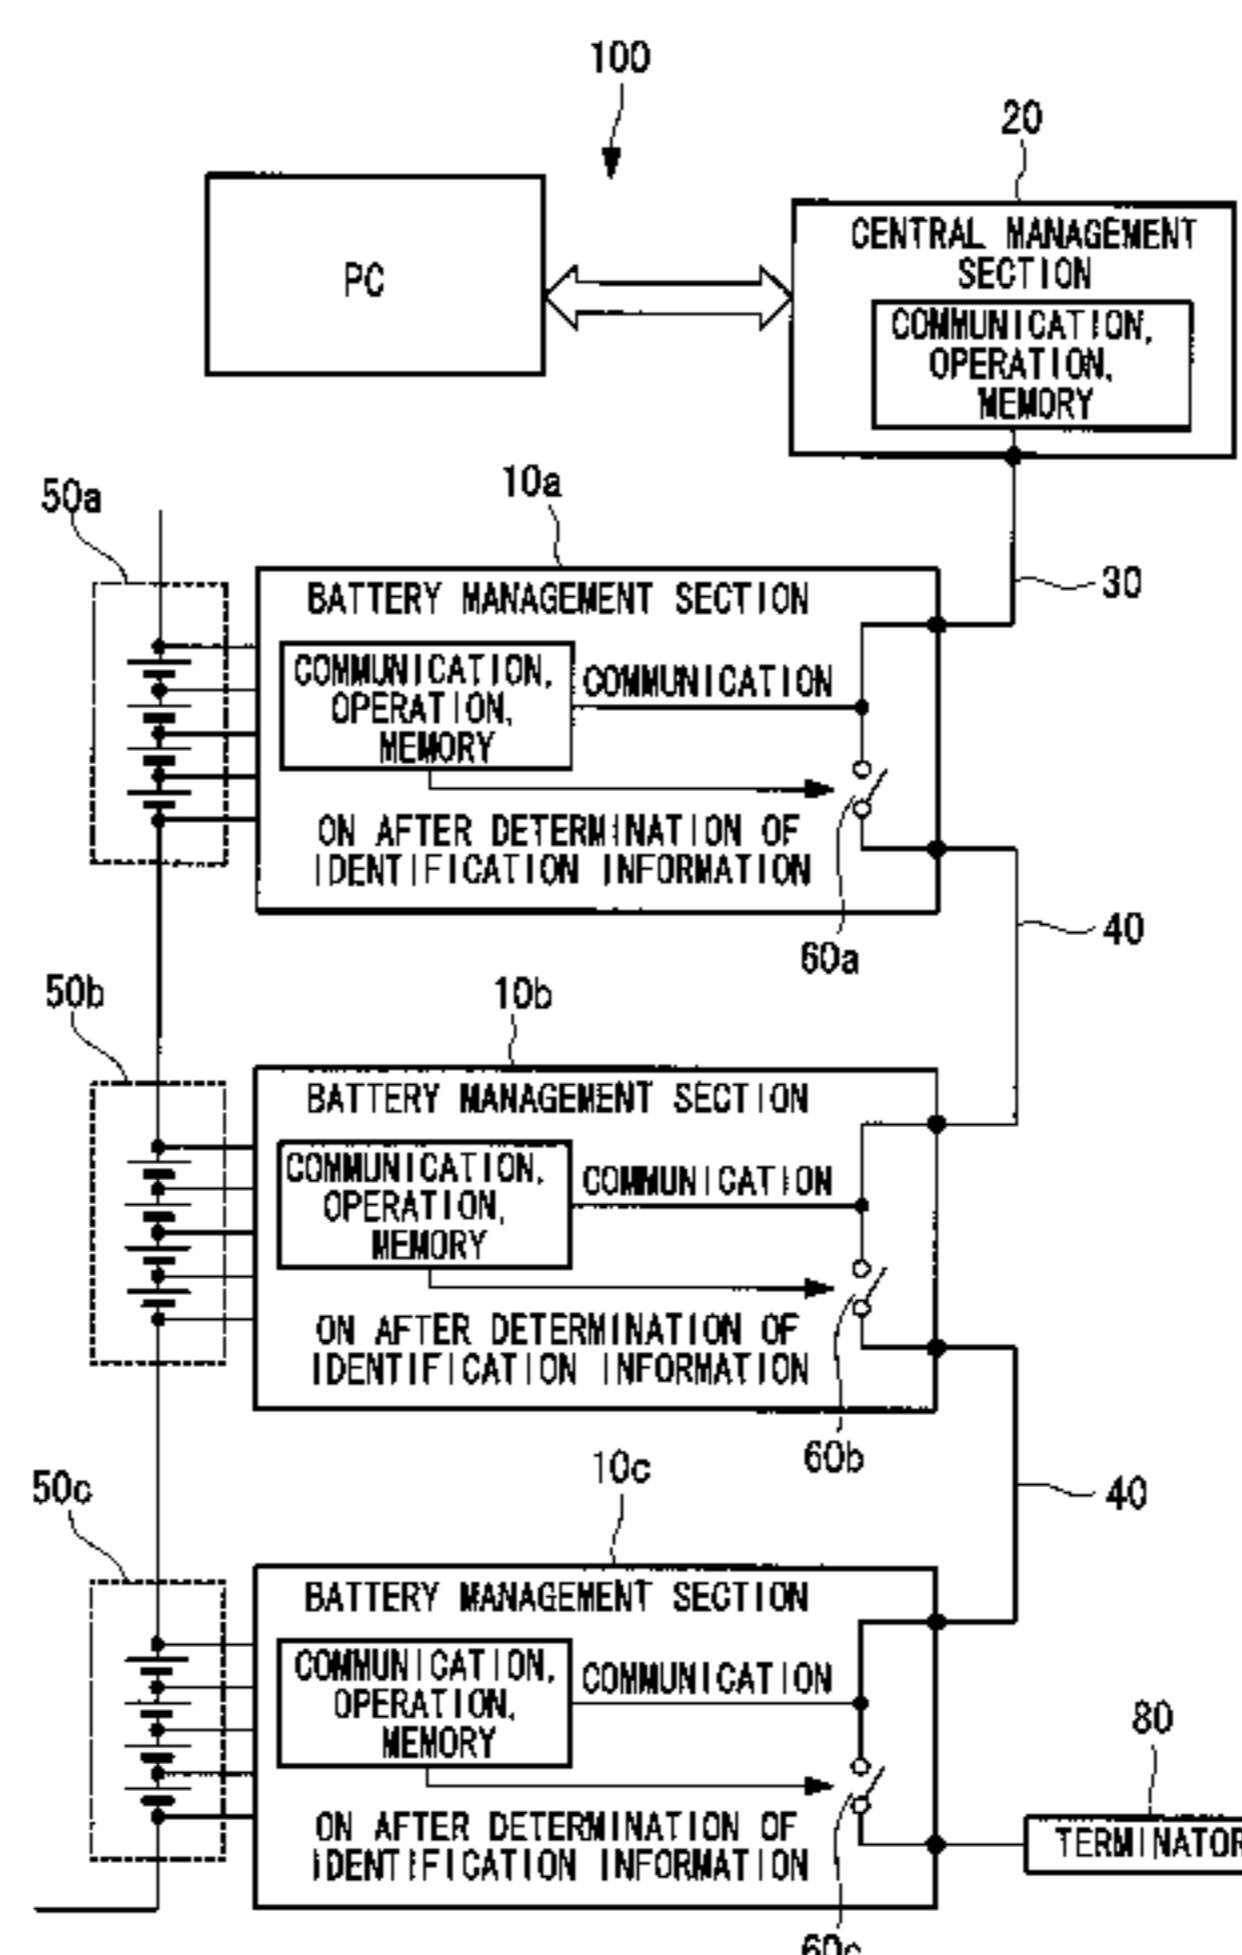 100
20
PC
CENTRAL MANAGEMENT
SECTION
COMMUNICATION,
OPERATION,
MEMORY
50a
10a
30
BATTERY MANAGEMENT SECTION
COMMUNICATION,
OPERATION,
MEMORY
COMMUNICATION
ON AFTER DETERMINATION OF
IDENTIFICATION INFORMATION
60a
40
50b
10b
BATTERY MANAGEMENT SECTION
COMMUNICATION,
OPERATION,
MEMORY
COMMUNICATION
ON AFTER DETERMINATION OF
IDENTIFICATION INFORMATION
60b
40
50c
10c
BATTERY MANAGEMENT SECTION
COMMUNICATION,
OPERATION,
MEMORY
COMMUNICATION
ON AFTER DETERMINATION OF
IDENTIFICATION INFORMATION
80
TERMINATOR
60c